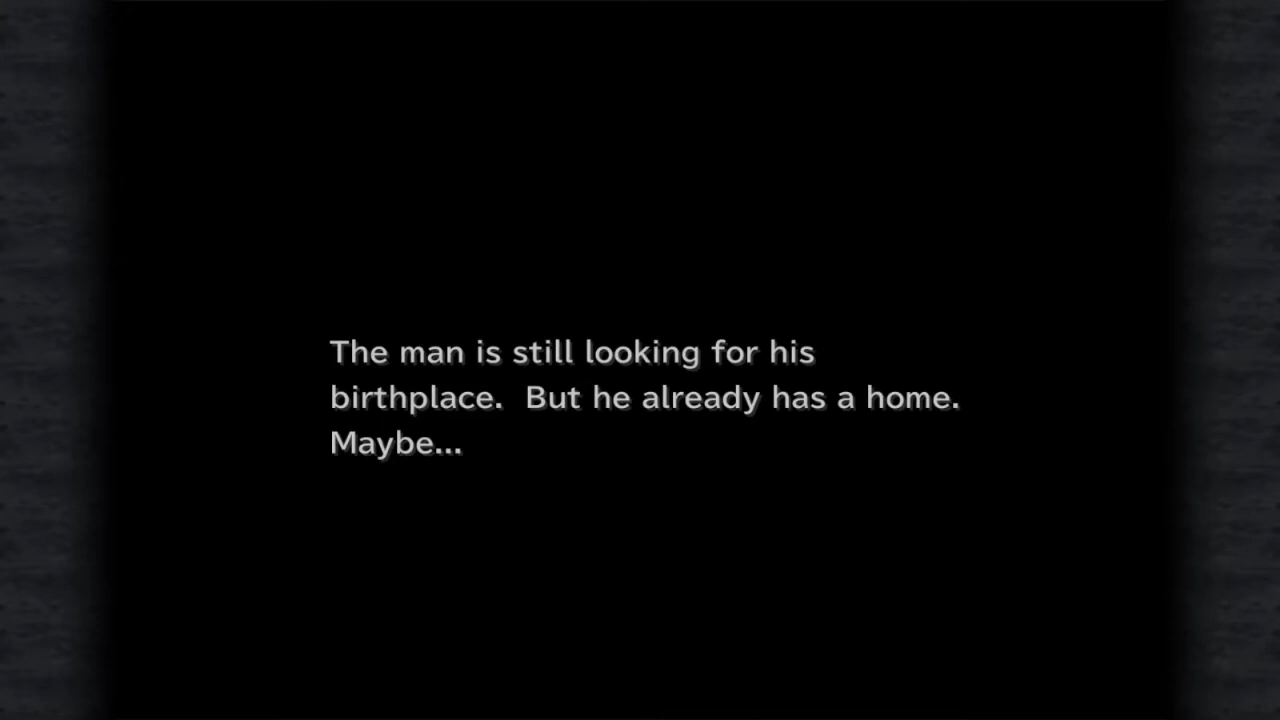 The man is still looking for his
birthplace.  But he already has a home.
Maybe...